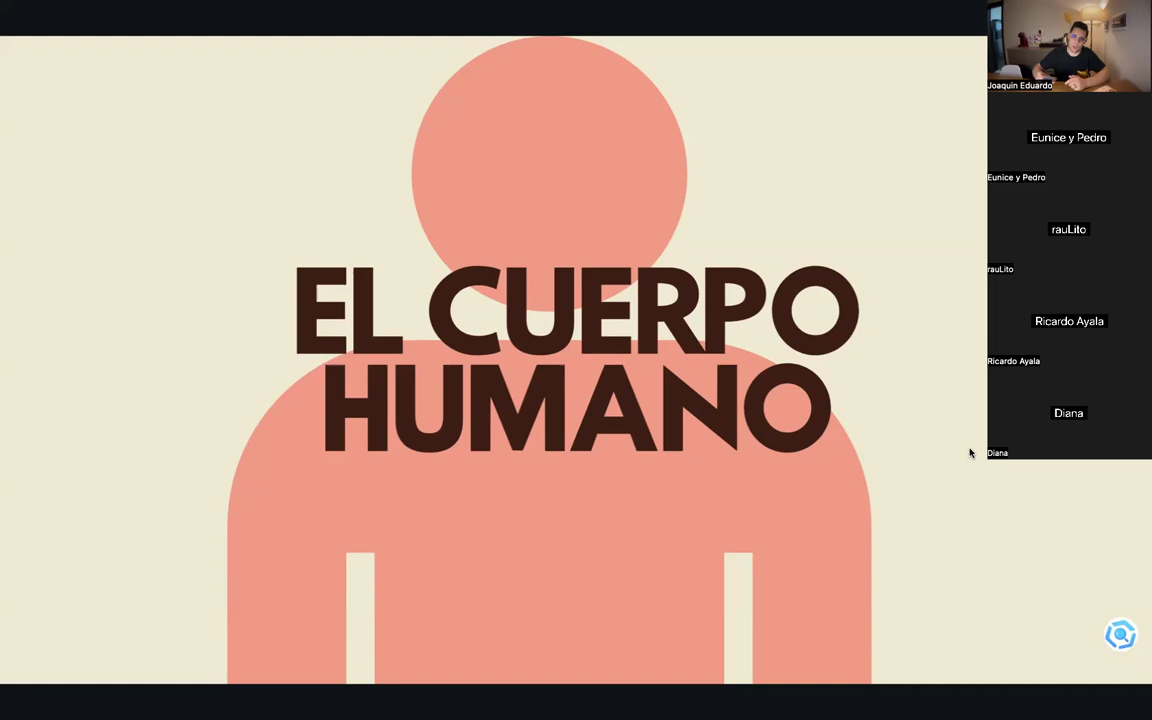 EL CUERPO
HUMANO
Joaquin Eduardo
Eunice y Pedro
Eunice y Pedro
rauLito
rauLito
Ricardo Ayala
Ricardo Ayala
Diana
Diana